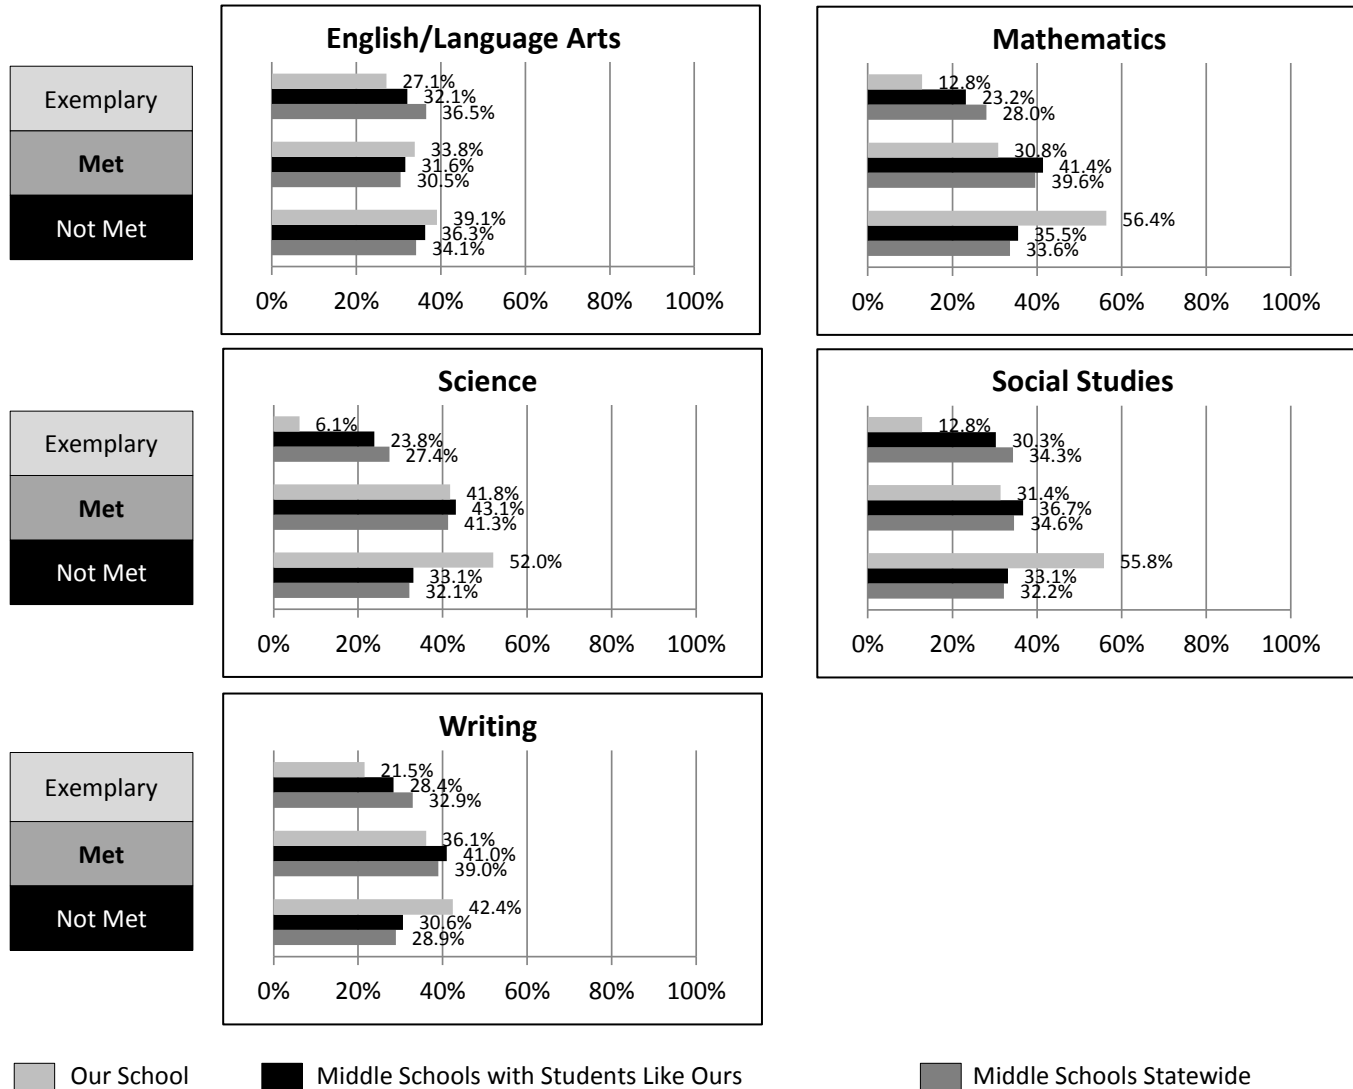 English/Language Arts
Exemplary
Met
Not Met
27.1%
32.1%
36.5%
33.8%
31.6%
30.5%
39.1%
36.3%
34.1%
0% 20% 40% 60% 80% 100%
Mathematics
12.8%
23.2%
28.0%
30.8%
41.4%
39.6%
56.4%
35.5%
33.6%
0% 20% 40% 60% 80% 100%
Science
Exemplary
Met
Not Met
6.1%
23.8%
27.4%
41.8%
43.1%
41.3%
52.0%
33.1%
32.1%
0% 20% 40% 60% 80% 100%
Social Studies
12.8%
30.3%
34.3%
31.4%
36.7%
34.6%
55.8%
33.1%
32.2%
0% 20% 40% 60% 80% 100%
Writing
Exemplary
Met
Not Met
21.5%
28.4%
32.9%
36.1%
41.0%
39.0%
42.4%
30.6%
28.9%
0% 20% 40% 60% 80% 100%
Our School Middle Schools with Students Like Ours Middle Schools Statewide